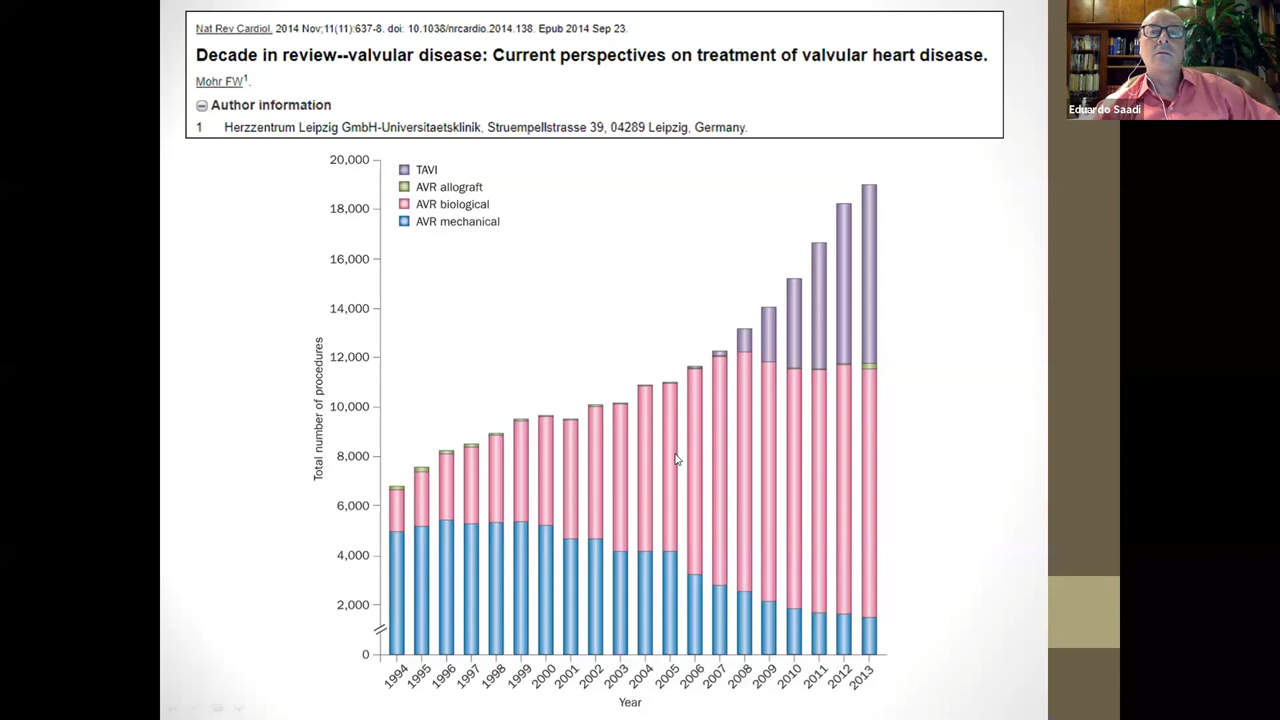 Nat Rev Cardiol. 2014 Nov;11(11):637-8. doi: 10.1038/nrcardio.2014.138. Epub 2014 Sep 23.
Decade in review--valvular disease: Current perspectives on treatment of valvular heart disease.
Mohr FW1.
Author information
1 Herzzentrum Leipzig GmbH-Universitaetsklinik, Struempellstrasse 39, 04289 Leipzig, Germany.
Eduardo Saadi
TAVI
AVR allograft
AVR biological
AVR mechanical
20,000
18,000
16,000
14,000
12,000
10,000
8,000
6,000
4,000
2,000
0
Total number of procedures
1994 1995 1996 1997 1998 1999 2000 2001 2002 2003 2004 2005 2006 2007 2008 2009 2010 2011 2012 2013
Year